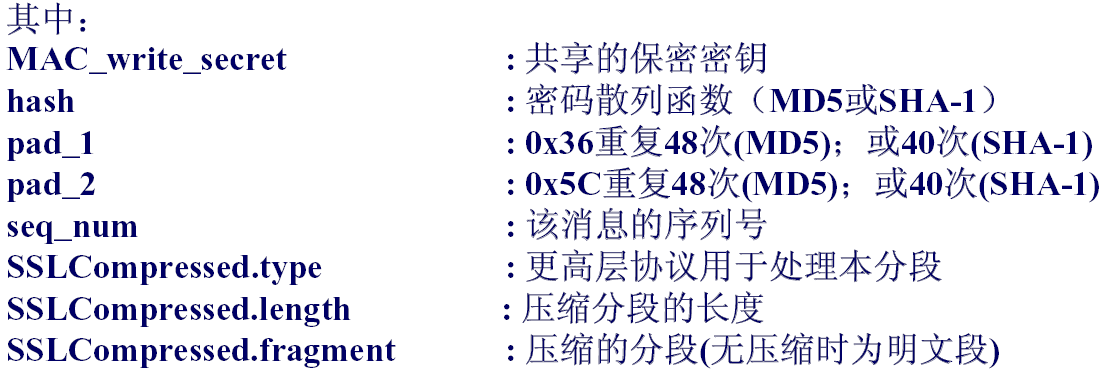 其中：
MAC_write_secret : 共享的保密密钥
hash : 密码散列函数（MD5或SHA-1）
pad_1 : 0x36重复48次(MD5)；或40次(SHA-1)
pad_2 : 0x5C重复48次(MD5)；或40次(SHA-1)
seq_num : 该消息的序列号
SSLCompressed.type : 更高层协议用于处理本分段
SSLCompressed.length : 压缩分段的长度
SSLCompressed.fragment : 压缩的分段(无压缩时为明文段)